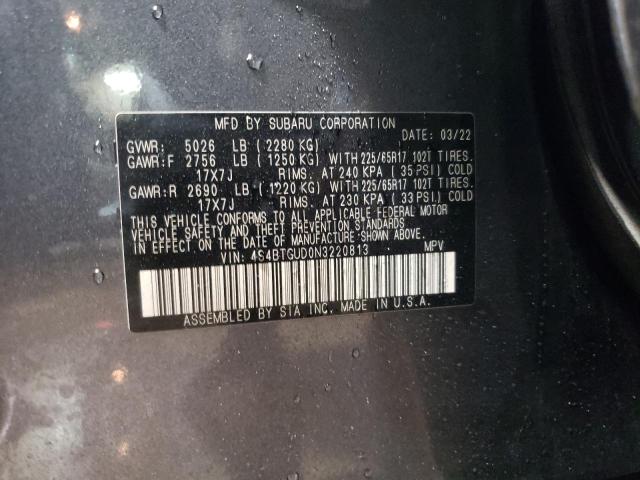 MFD BY SUBARU CORPORATION
DATE: 03/22
GVWR: 5026 LB (2280 KG)
GAWR:F 2756 LB (1250 KG) WITH 225/65R17 102T TIRES.
17X7J RIMS. AT 240 KPA (35 PSI) COLD
GAWR:R 2690 LB (1220 KG) WITH 225/65R17 102T TIRES.
17X7J RIMS. AT 230 KPA (33 PSI) COLD
THIS VEHICLE CONFORMS TO ALL APPLICABLE FEDERAL MOTOR
VEHICLE SAFETY, BUMPER, AND THEFT PREVENTION STANDARDS
IN EFFECT ON THE DATE OF MANUFACTURE SHOWN ABOVE.
VIN: 4S4BTGUD0N3220813 MPV
ASSEMBLED BY SIA INC. MADE IN U.S.A.